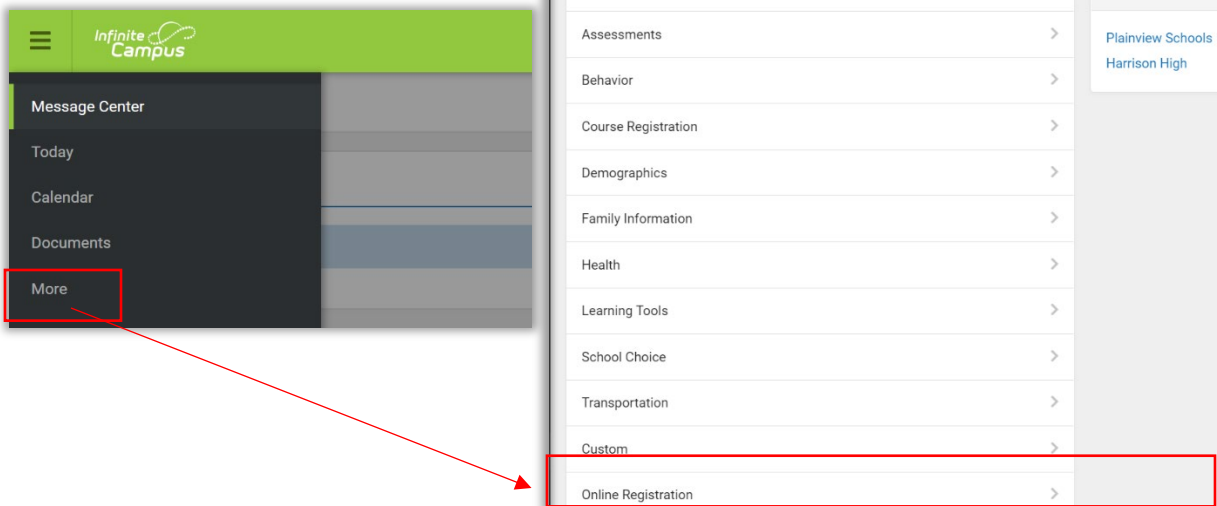 Infinite
Campus
Message Center
Today
Calendar
Documents
More
Assessments
Behavior
Course Registration
Demographics
Family Information
Health
Learning Tools
School Choice
Transportation
Custom
Online Registration
Plainview Schools
Harrison High